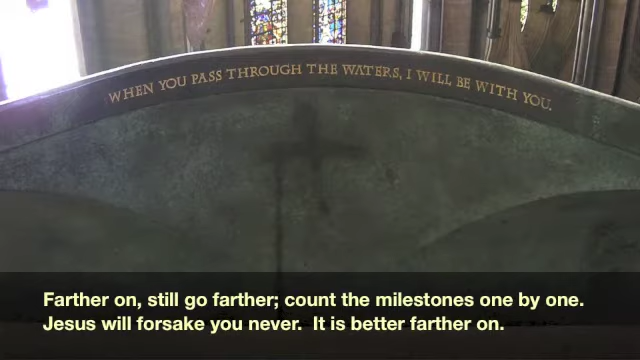 WHEN YOU PASS THROUGH THE WATERS, I WILL BE WITH YOU.
Farther on, still go farther; count the milestones one by one.
Jesus will forsake you never.  It is better farther on.